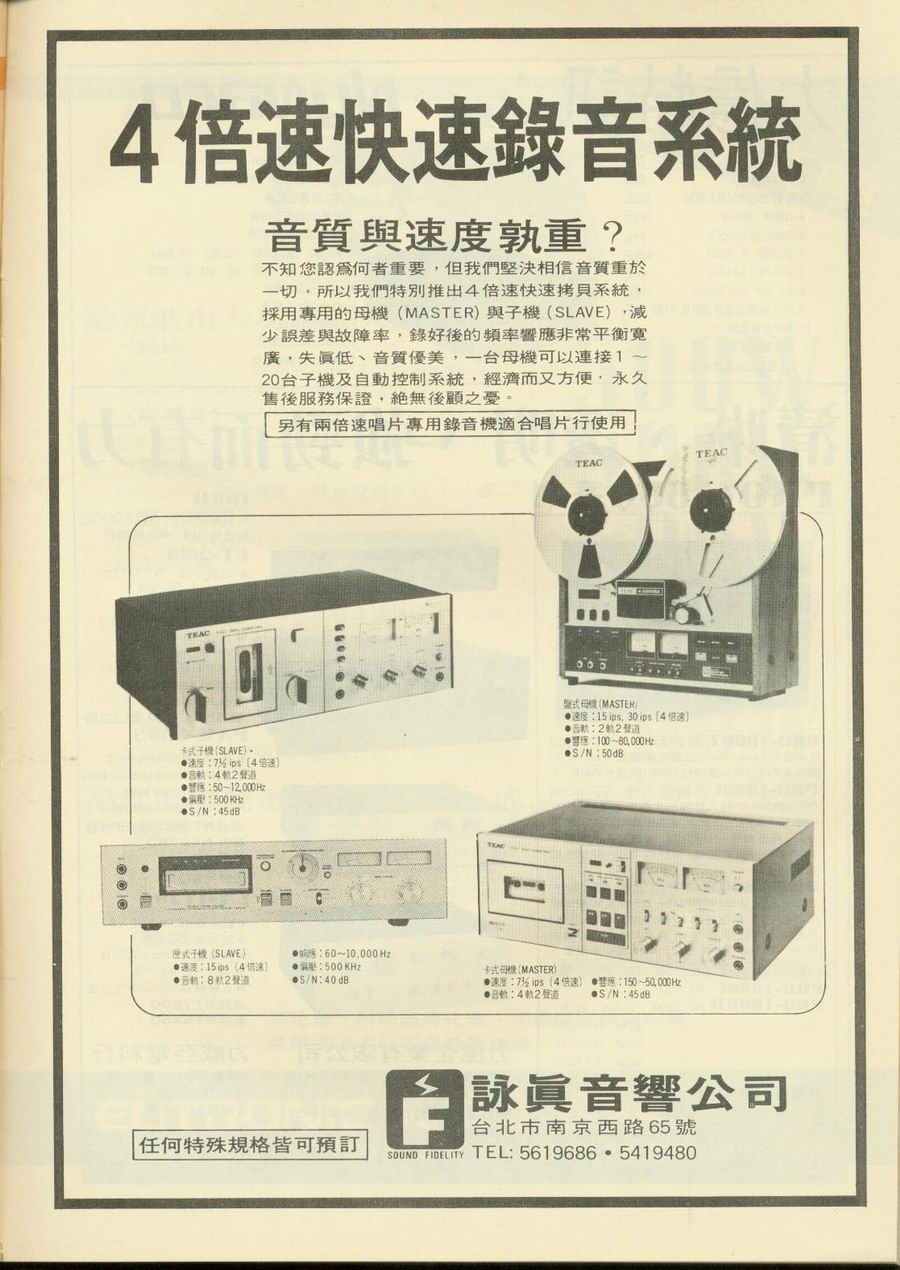 4倍速快速錄音系統
音質與速度孰重？
不知您認爲何者重要，但我們堅決相信音質重於
一切，所以我們特別推出4倍速快速拷貝系統，
採用專用的母機（MASTER）與子機（SLAVE），減
少誤差與故障率，錄好後的頻率響應非常平衡寬
廣，失眞低、音質優美，一台母機可以連接1～
20台子機及自動控制系統，經濟而又方便，永久
售後服務保證，絶無後顧之憂。
另有兩倍速唱片專用錄音機適合唱片行使用
TEAC
TEAC
TEAC
盤式母機(MASTER)
●速度：15 ips, 30 ips〔4倍速〕
●音軌：2軌2聲道
●響應：100～80,000Hz
●S/N：50dB
TEAC
卡式子機(SLAVE)
●速度：7½ ips〔4倍速〕
●音軌：4軌2聲道
●響應：50～12,000Hz
●偏壓：500KHz
●S/N：45dB
匣式子機(SLAVE)
●速度：15 ips（4倍速）
●音軌：8軌2聲道
●响應：60～10,000Hz
●偏壓：500KHz
●S/N：40dB
TEAC
卡式母機(MASTER)
●速度：7½ ips〔4倍速〕
●音軌：4軌2聲道
●響應：150～50,000Hz
●S/N：45dB
任何特殊規格皆可預訂
SOUND FIDELITY
詠眞音響公司
台北市南京西路65號
TEL: 5619686・5419480